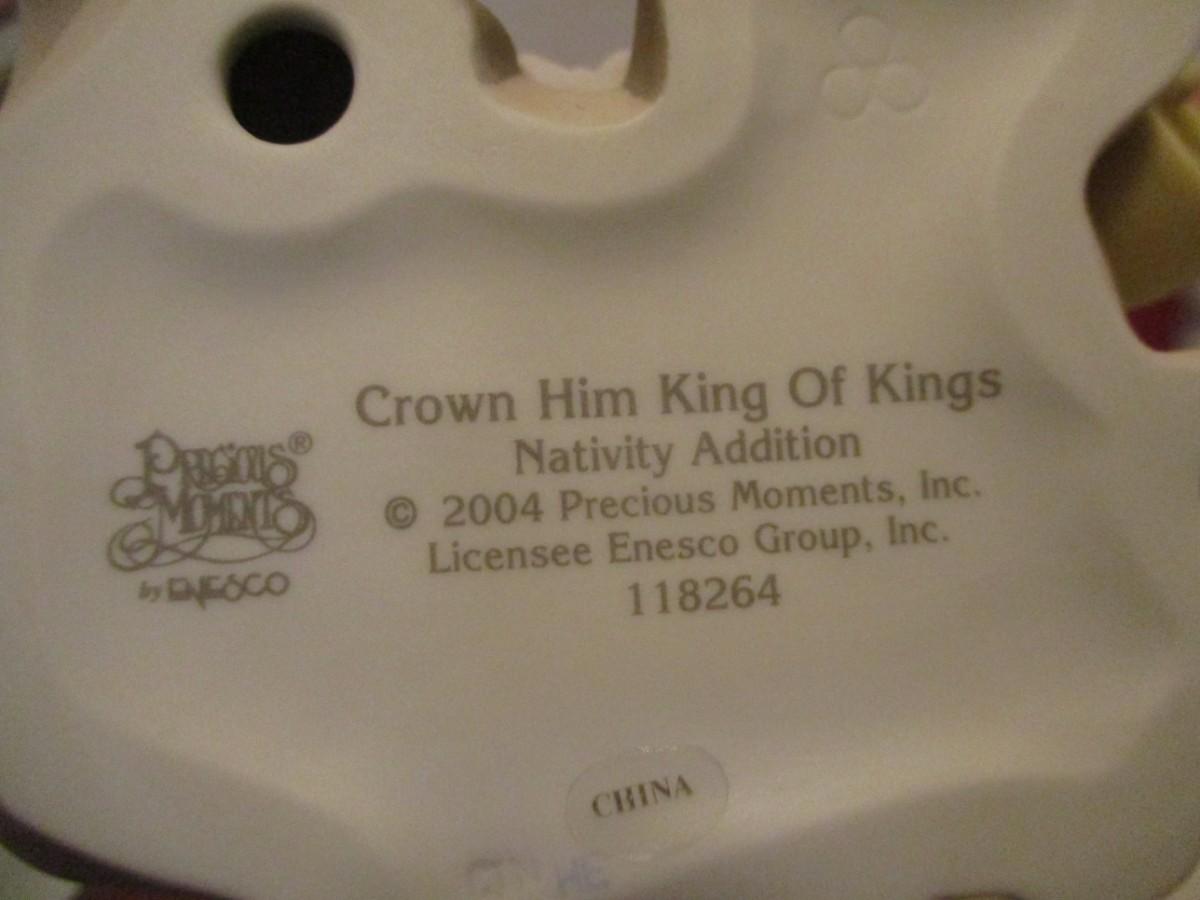 Crown Him King Of Kings
Nativity Addition
© 2004 Precious Moments, Inc.
Licensee Enesco Group, Inc.
118264
PRECIOUS®
MOMENTS
by ENESCO
CHINA
HE